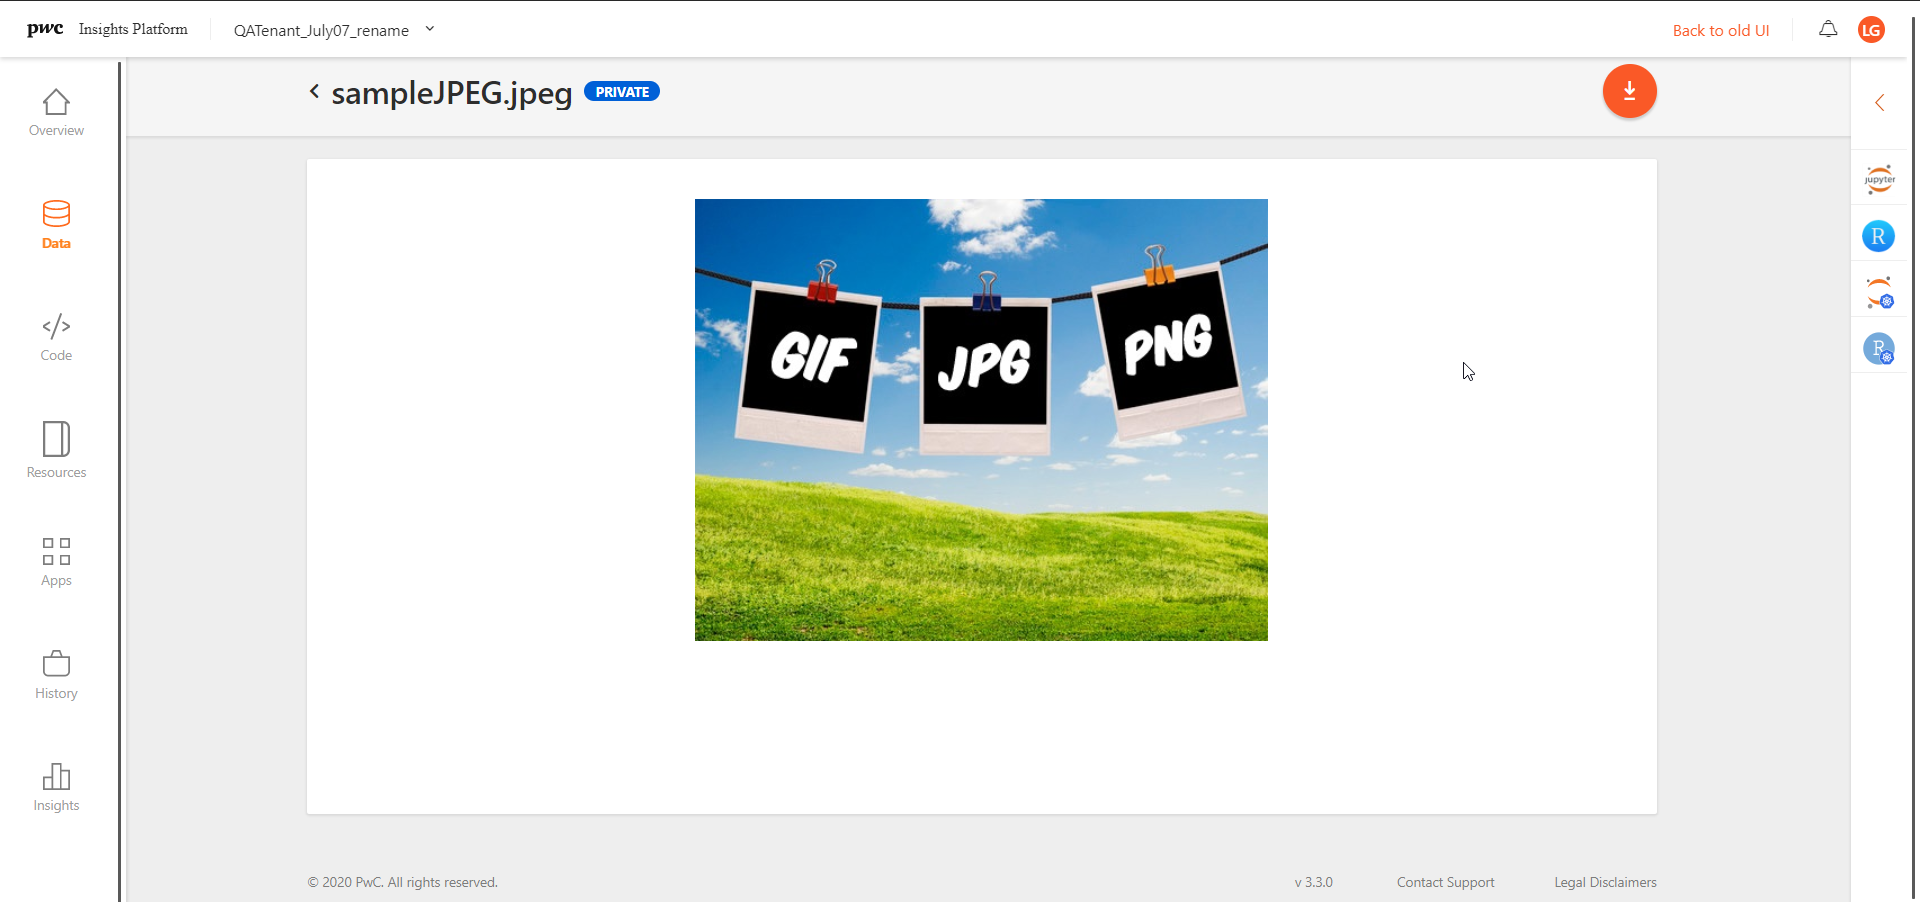 pwc Insights Platform QATenant_July07_rename Back to old UI LG
sampleJPEG.jpeg PRIVATE
Overview
Data
Code
Resources
Apps
History
Insights
GIF
JPG
PNG
jupyter
R
R
© 2020 PwC. All rights reserved. v 3.3.0 Contact Support Legal Disclaimers